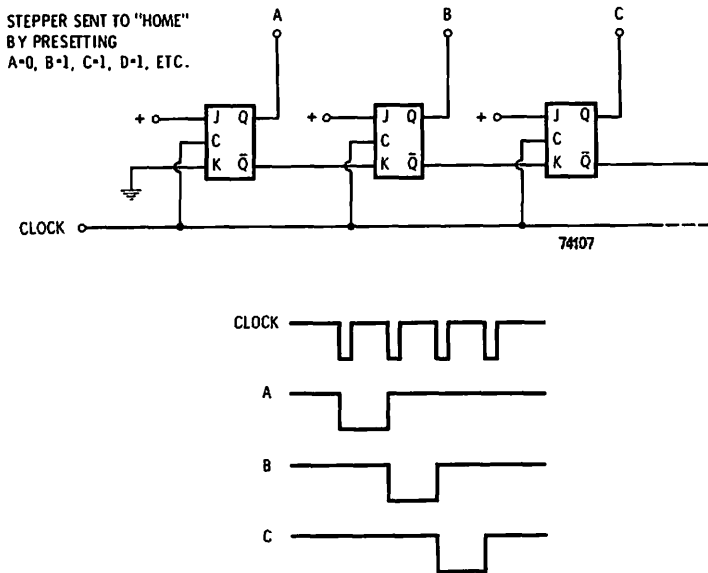 STEPPER SENT TO "HOME"
BY PRESETTING
A=0, B=1, C=1, D=1, ETC.
A
B
C
+ J Q
C
K Q̄
+ J Q
C
K Q̄
+ J Q
C
K Q̄
CLOCK
74107
CLOCK
A
B
C